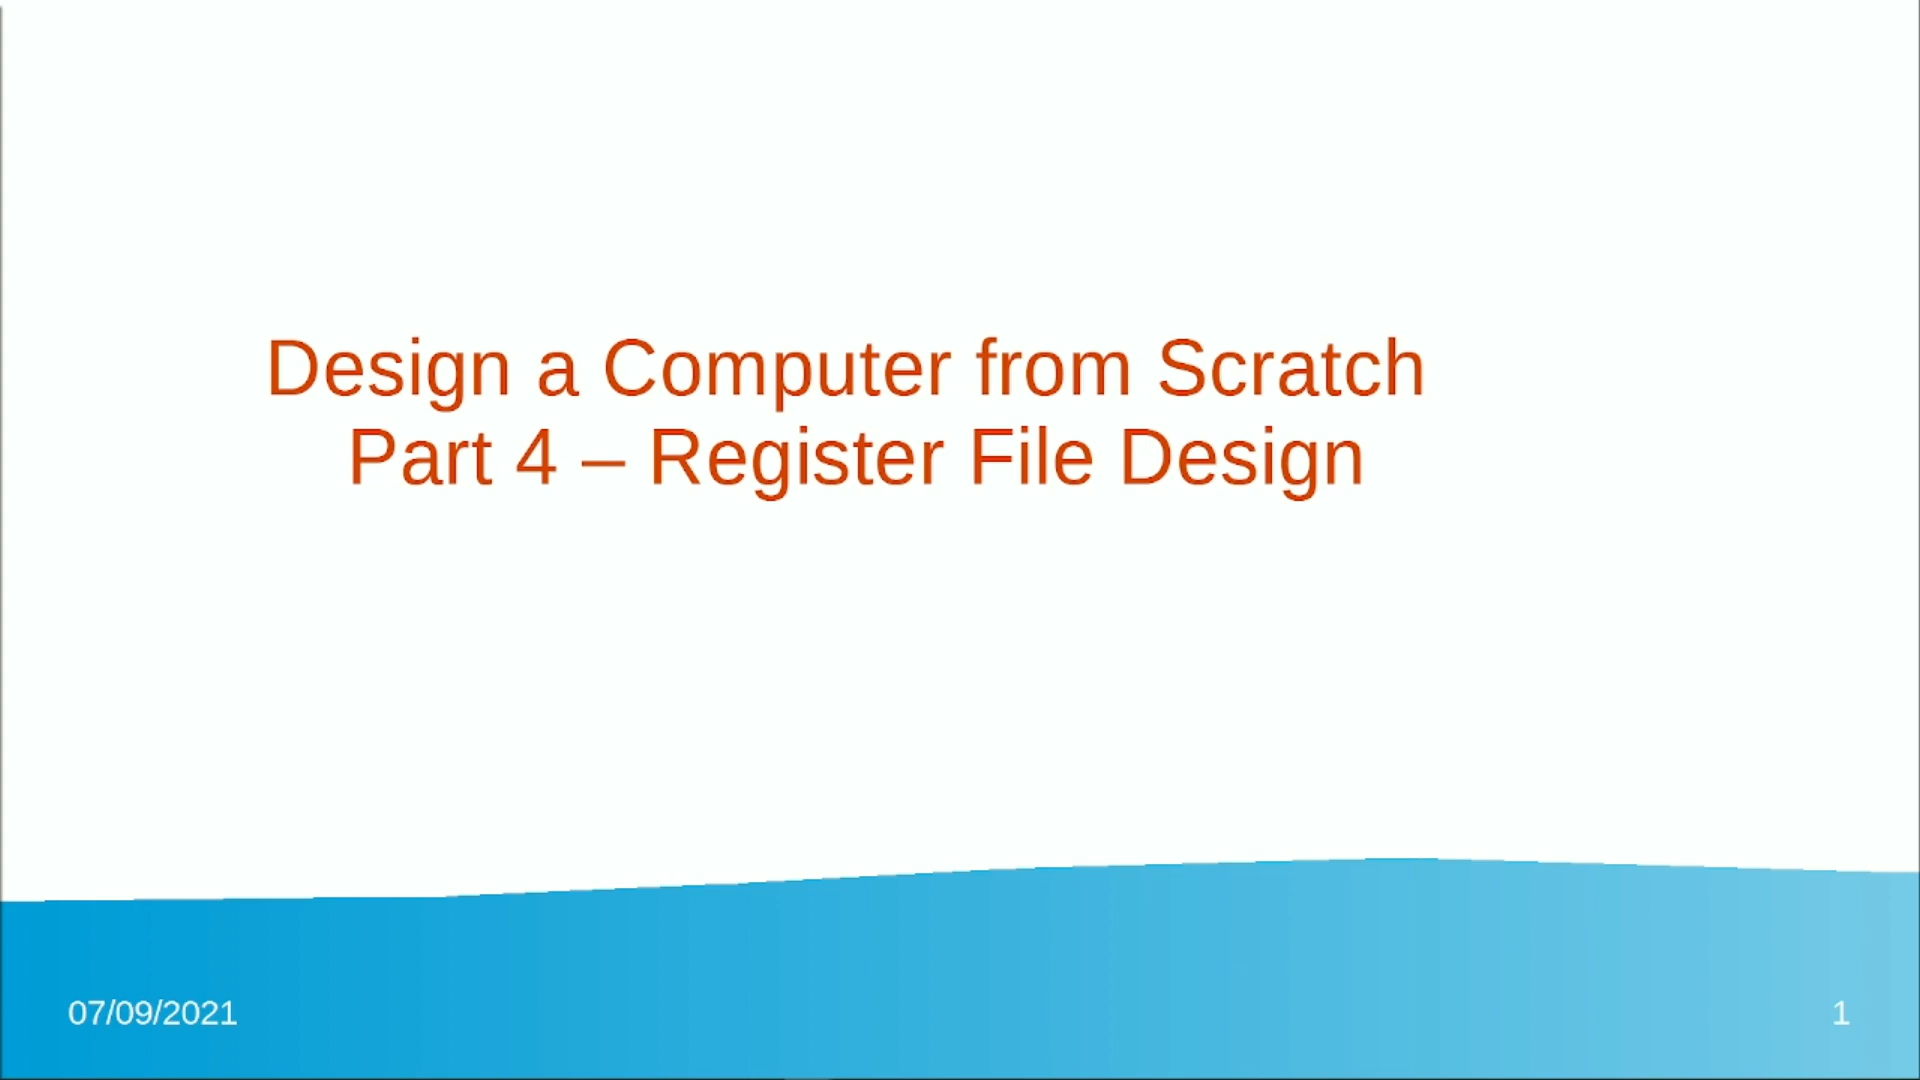 Design a Computer from Scratch
Part 4 – Register File Design
07/09/2021
1